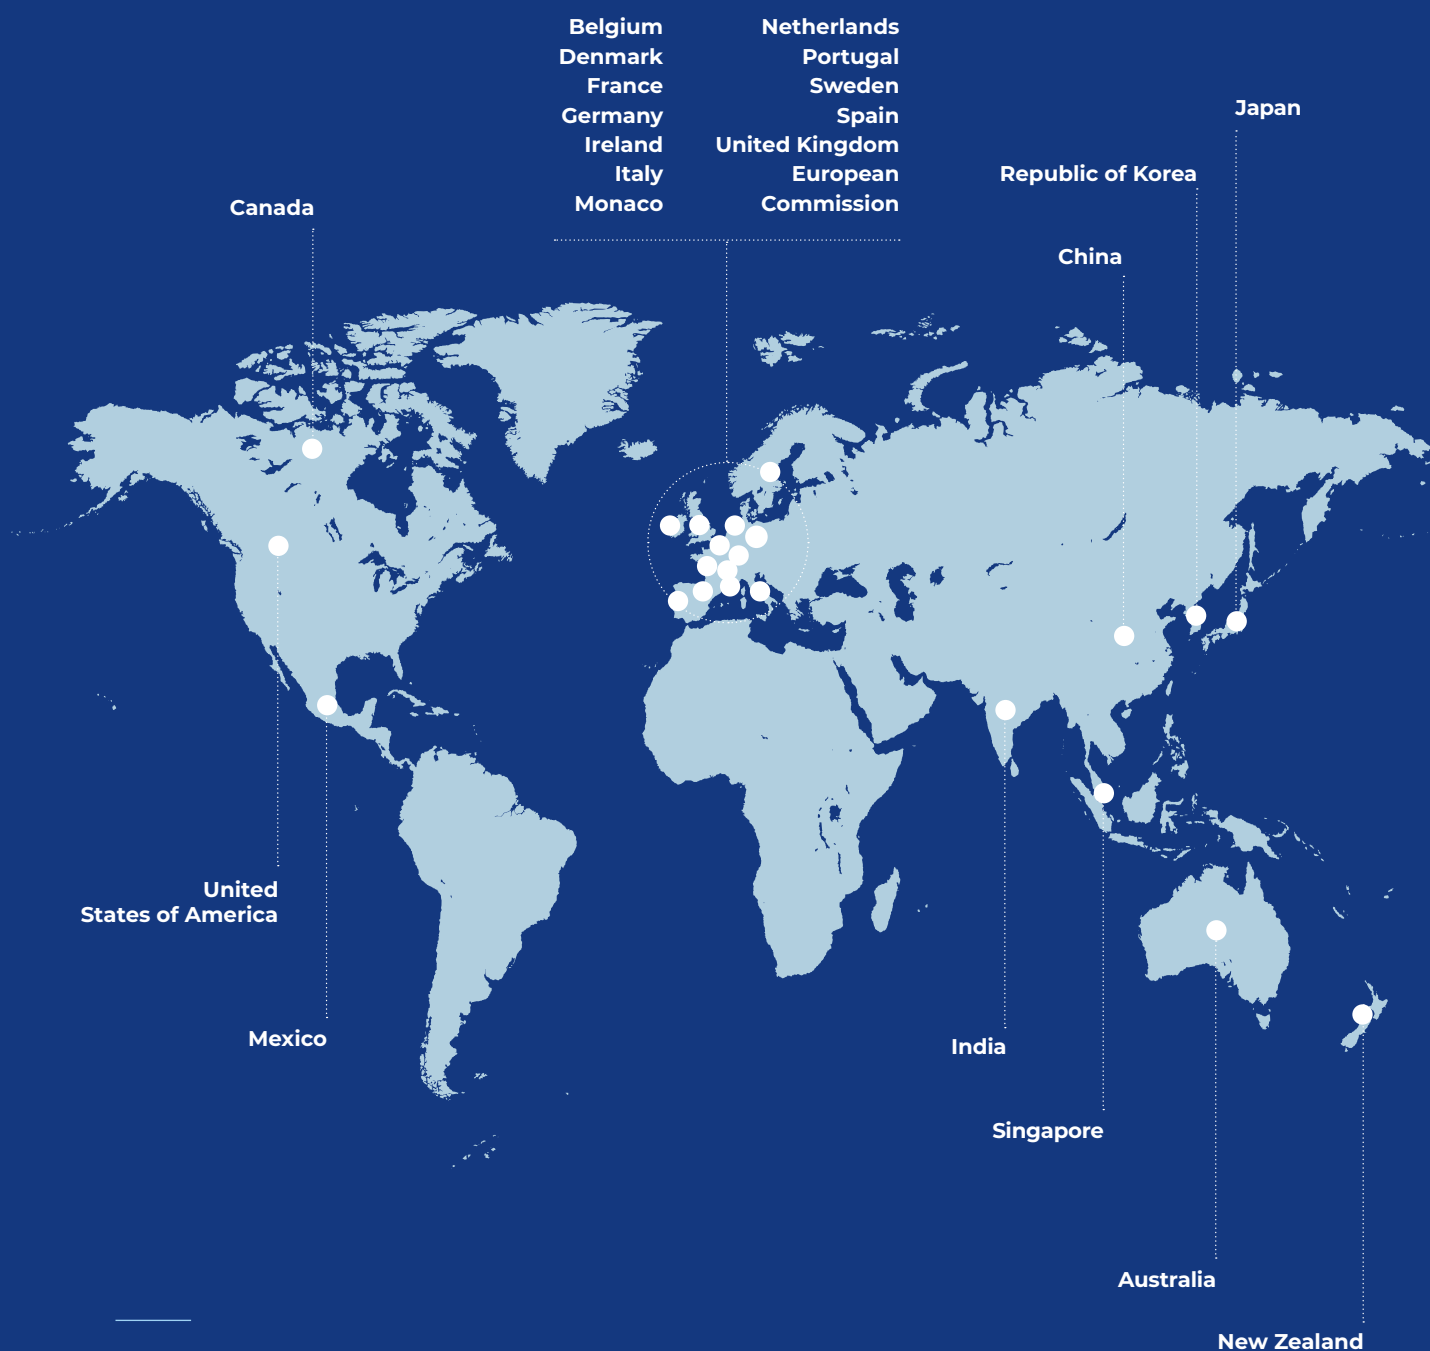 Belgium
Denmark
France
Germany
Ireland
Italy
Monaco
Netherlands
Portugal
Sweden
Spain
United Kingdom
European
Commission
Japan
Republic of Korea
Canada
China
United
States of America
Mexico
India
Singapore
Australia
New Zealand